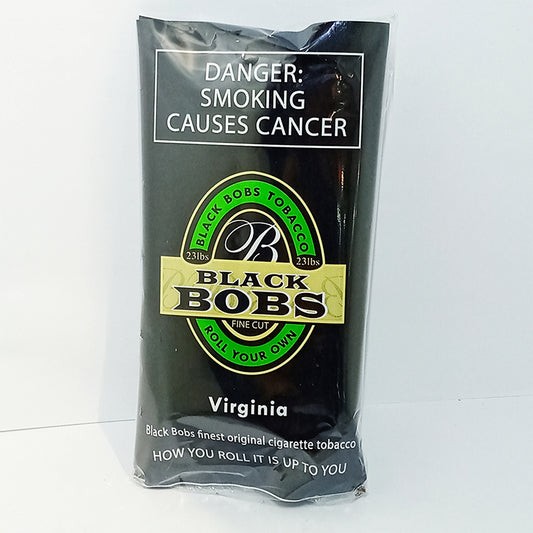 DANGER:
SMOKING
CAUSES CANCER
BLACK BOBS TOBACCO
B
23lbs 23lbs
BLACK
BOBS
FINE CUT
ROLL YOUR OWN
Virginia
Black Bobs finest original cigarette tobacco
HOW YOU ROLL IT IS UP TO YOU